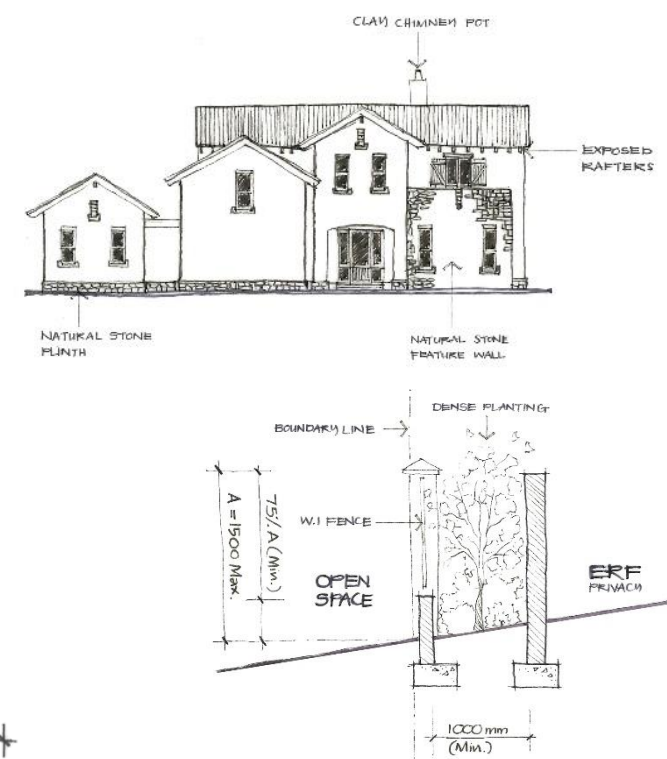 CLAY CHIMNEY POT
EXPOSED
RAFTERS
NATURAL STONE
PLINTH
NATURAL STONE
FEATURE WALL
DENSE PLANTING
BOUNDARY LINE
A = 1500 Max.
75% A (Min.)
W.I FENCE
OPEN
SPACE
ERF
PRIVACY
1000 mm
(Min.)